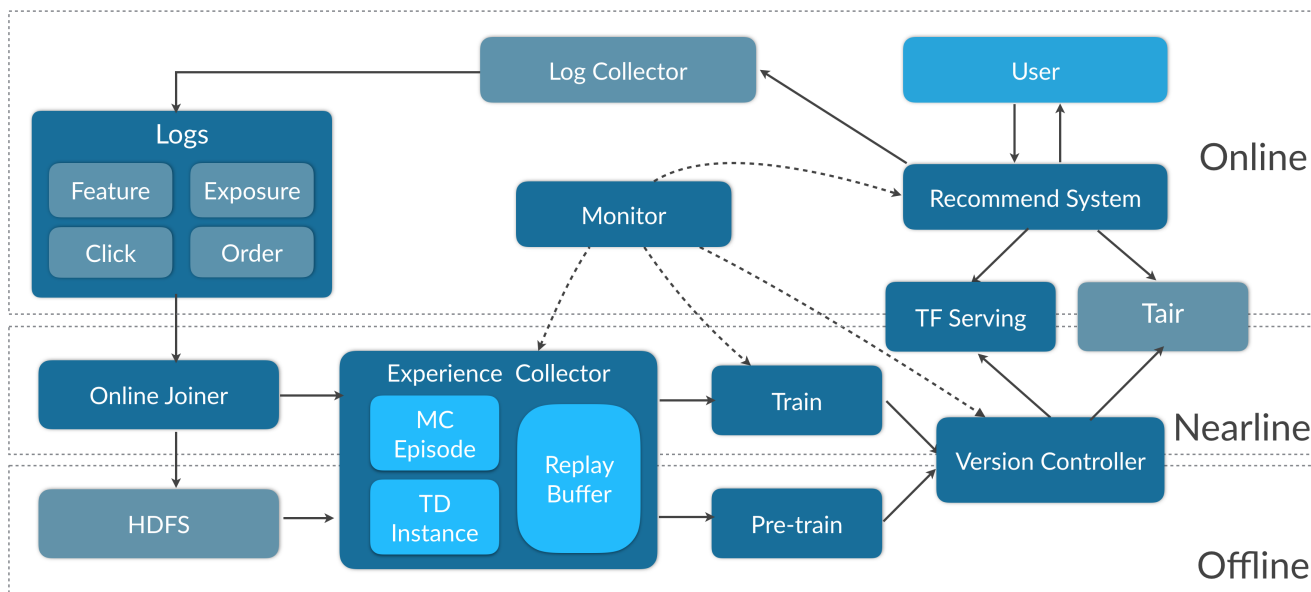 Log Collector
User
Logs
Feature
Exposure
Click
Order
Online
Monitor
Recommend System
TF Serving
Tair
Online Joiner
Experience Collector
MC
Episode
TD
Instance
Replay
Buffer
Train
Nearline
Version Controller
HDFS
Pre-train
Offline